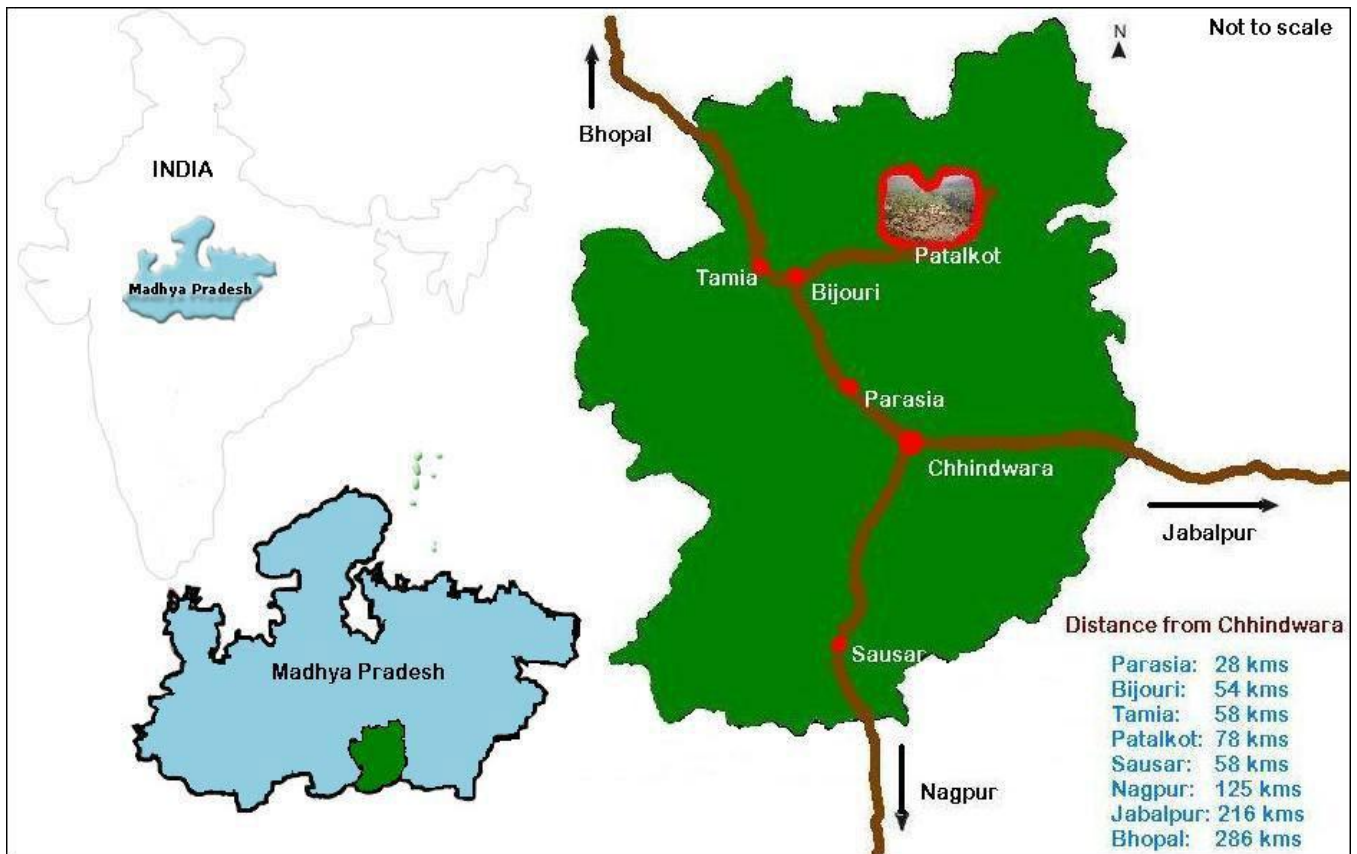 Not to scale
N
Bhopal
INDIA
Madhya Pradesh
Patalkot
Tamia
Bijouri
Parasia
Chhindwara
Jabalpur
Sausar
Nagpur
Madhya Pradesh
Distance from Chhindwara
Parasia: 28 kms
Bijouri: 54 kms
Tamia: 58 kms
Patalkot: 78 kms
Sausar: 58 kms
Nagpur: 125 kms
Jabalpur: 216 kms
Bhopal: 286 kms